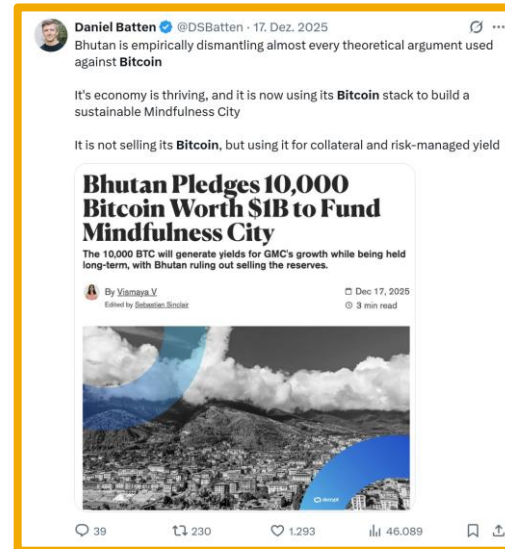 Daniel Batten @DSBatten · 17. Dez. 2025
Bhutan is empirically dismantling almost every theoretical argument used
against Bitcoin
It's economy is thriving, and it is now using its Bitcoin stack to build a
sustainable Mindfulness City
It is not selling its Bitcoin, but using it for collateral and risk-managed yield
Bhutan Pledges 10,000
Bitcoin Worth $1B to Fund
Mindfulness City
The 10,000 BTC will generate yields for GMC's growth while being held
long-term, with Bhutan ruling out selling the reserves.
By Vismaya V
Dec 17, 2025
Edited by Sebastian Sinclair
3 min read
decrypt
39
230
1.293
46.089